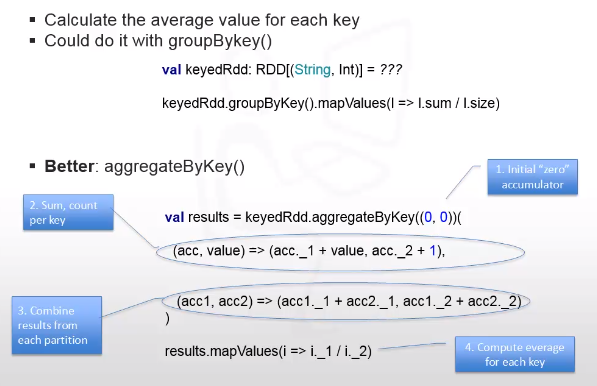 ▪ Calculate the average value for each key
▪ Could do it with groupBykey()
val keyedRdd: RDD[(String, Int)] = ???
keyedRdd.groupByKey().mapValues(l => l.sum / l.size)
▪ Better: aggregateByKey()
1. Initial “zero”
accumulator
2. Sum, count
per key
val results = keyedRdd.aggregateByKey((0, 0))(
(acc, value) => (acc._1 + value, acc._2 + 1),
(acc1, acc2) => (acc1._1 + acc2._1, acc1._2 + acc2._2)
)
3. Combine
results from
each partition
results.mapValues(i => i._1 / i._2)
4. Compute everage
for each key